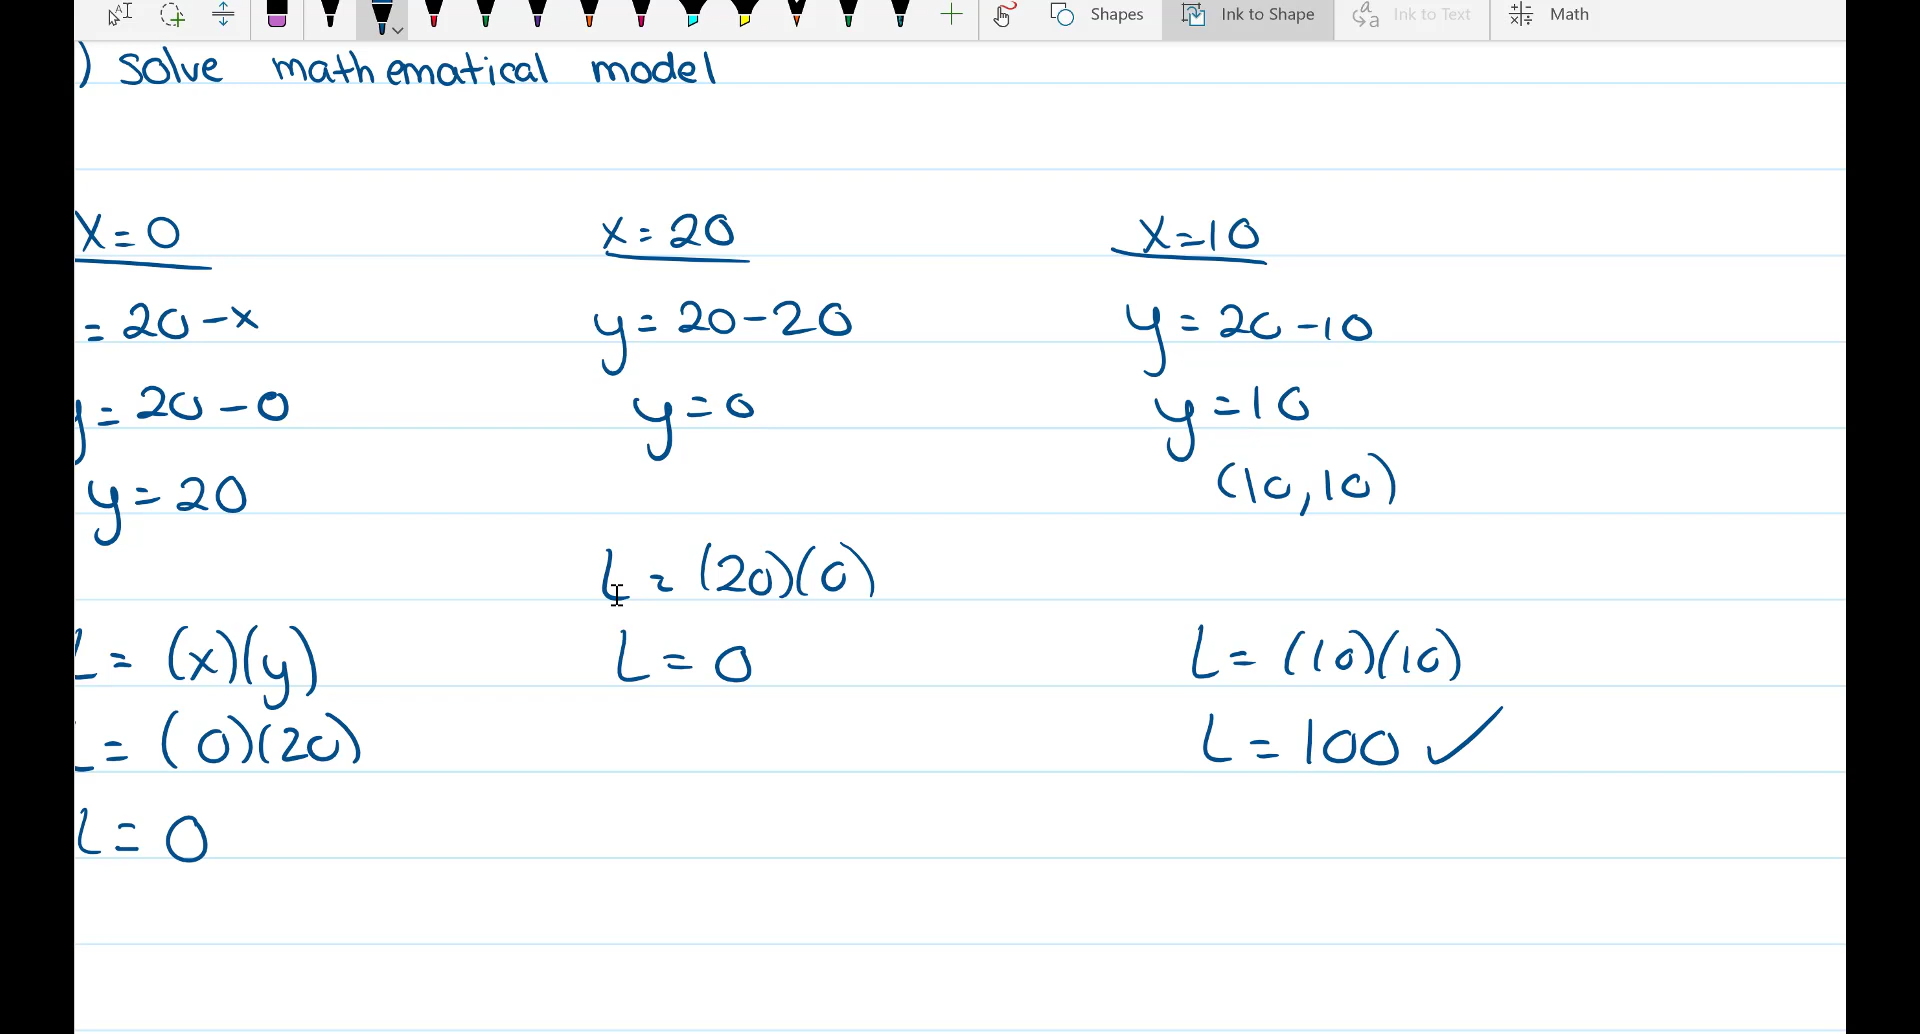 Shapes Ink to Shape Ink to Text Math
) Solve mathematical model
X = 0
= 20 - x
y = 20 - 0
y = 20
L = (x)(y)
L = (0)(20)
L = 0
x = 20
y = 20 - 20
y = 0
L = (20)(0)
L = 0
X = 10
y = 20 - 10
y = 10
(10, 10)
L = (10)(10)
L = 100 ✓